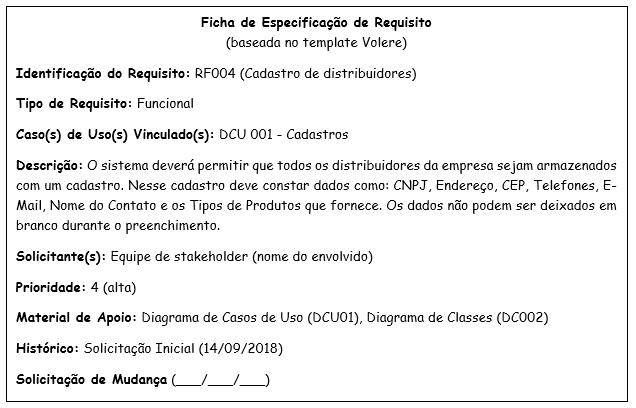 Ficha de Especificação de Requisito
(baseada no template Volere)
Identificação do Requisito: RF004 (Cadastro de distribuidores)
Tipo de Requisito: Funcional
Caso(s) de Uso(s) Vinculado(s): DCU 001 - Cadastros
Descrição: O sistema deverá permitir que todos os distribuidores da empresa sejam armazenados
com um cadastro. Nesse cadastro deve constar dados como: CNPJ, Endereço, CEP, Telefones, E-
Mail, Nome do Contato e os Tipos de Produtos que fornece. Os dados não podem ser deixados em
branco durante o preenchimento.
Solicitante(s): Equipe de stakeholder (nome do envolvido)
Prioridade: 4 (alta)
Material de Apoio: Diagrama de Casos de Uso (DCU01), Diagrama de Classes (DC002)
Histórico: Solicitação Inicial (14/09/2018)
Solicitação de Mudança (___/___/___)